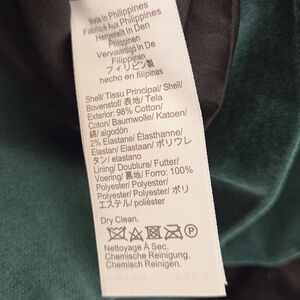 Made In Philippines
Fabriqué Aux Philippines
Hergestellt In Den
Philippinen
Vervaardigd In De
Filippijnen
フィリピン製
hecho en filipinas
Shell/ Tissu Principal/ Shell/
Bovenstof/ 表地/ Tela
Exterior: 98% Cotton/
Coton/ Baumwolle/ Katoen/
綿/ algodón
2% Elastane/ Élasthanne/
Elastan/ Elastaan/ ポリウレ
タン/ elastano
Lining/ Doublure/ Futter/
Voering/ 裏地/ Forro: 100%
Polyester/ Polyester/
Polyester/ Polyester/ ポリ
エステル/ poliéster
Dry Clean.
P
Nettoyage À Sec.
Chemische Reinigung.
Chemisch Reinigen.